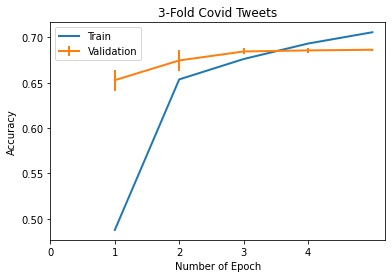 3-Fold Covid Tweets
Train
Validation
Accuracy
0.70
0.65
0.60
0.55
0.50
0 1 2 3 4
Number of Epoch